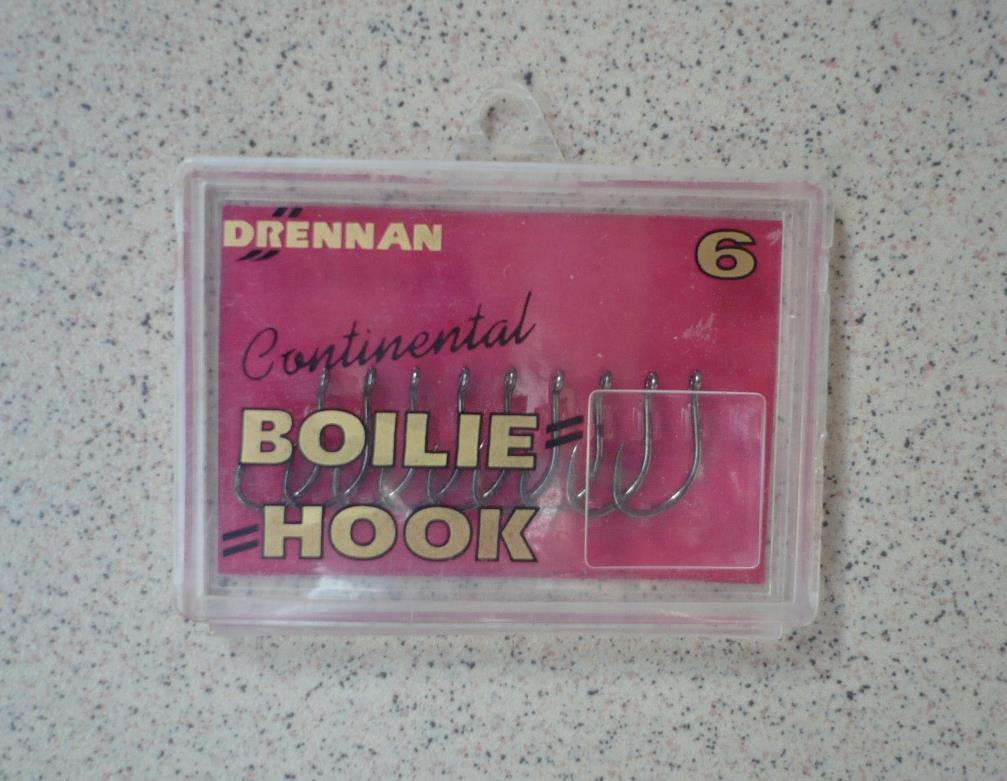 DRENNAN
6
Continental
BOILIE
HOOK